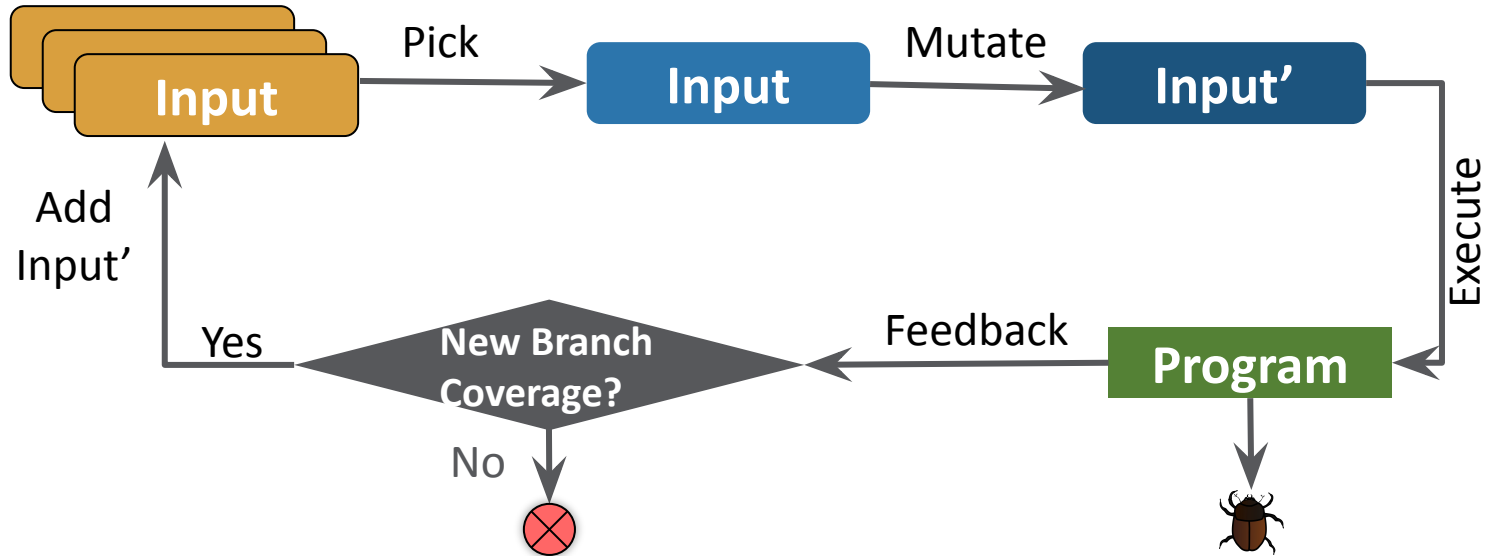 Input
Pick
Input
Mutate
Input’
Execute
Add
Input’
Yes
New Branch
Coverage?
Feedback
Program
No